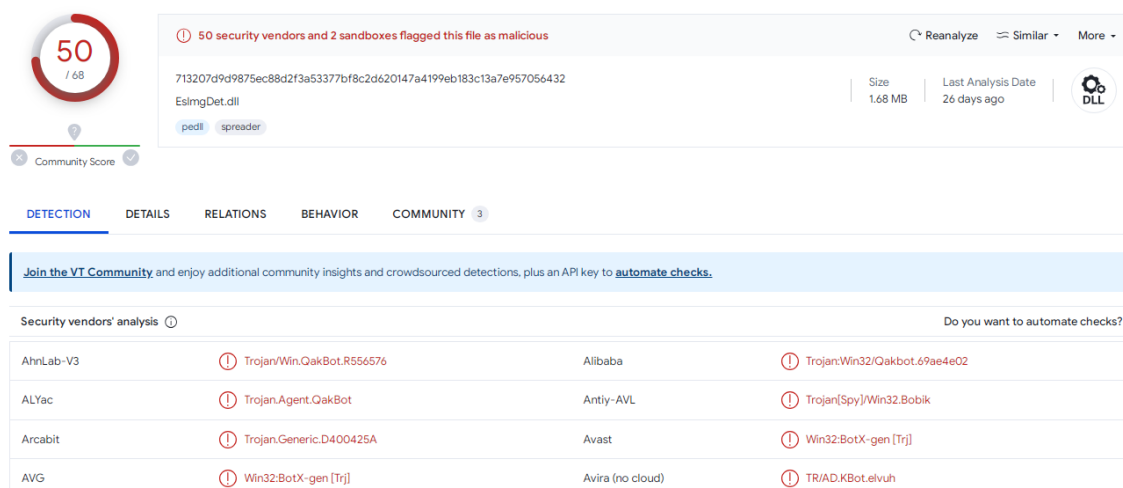 50
/ 68
Community Score
50 security vendors and 2 sandboxes flagged this file as malicious
Reanalyze Similar More
713207d9d9875ec88d2f3a53377bf8c2d620147a4199eb183c13a7e957056432
EsImgDet.dll
pedll spreader
Size
1.68 MB
Last Analysis Date
26 days ago
DLL
DETECTION DETAILS RELATIONS BEHAVIOR COMMUNITY 3
Join the VT Community and enjoy additional community insights and crowdsourced detections, plus an API key to automate checks.
Security vendors' analysis Do you want to automate checks?
AhnLab-V3 Trojan/Win.QakBot.R556576 Alibaba Trojan:Win32/Qakbot.69ae4e02
ALYac Trojan.Agent.QakBot Antiy-AVL Trojan[Spy]/Win32.Bobik
Arcabit Trojan.Generic.D400425A Avast Win32:BotX-gen [Trj]
AVG Win32:BotX-gen [Trj] Avira (no cloud) TR/AD.KBot.elvuh